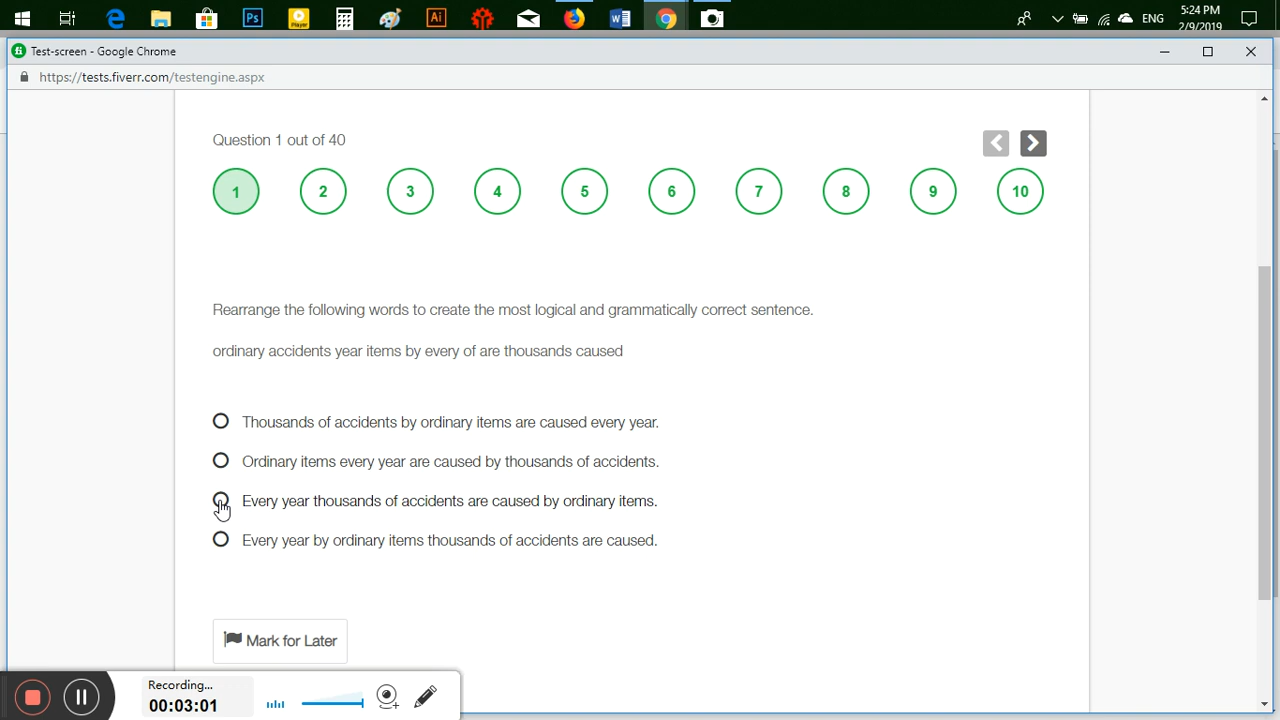 Ps
Player
Ai
ENG
5:24 PM
2/9/2019
fi Test-screen - Google Chrome
https://tests.fiverr.com/testengine.aspx
Question 1 out of 40
1 2 3 4 5 6 7 8 9 10
Rearrange the following words to create the most logical and grammatically correct sentence.
ordinary accidents year items by every of are thousands caused
Thousands of accidents by ordinary items are caused every year.
Ordinary items every year are caused by thousands of accidents.
Every year thousands of accidents are caused by ordinary items.
Every year by ordinary items thousands of accidents are caused.
Mark for Later
Recording...
00:03:01